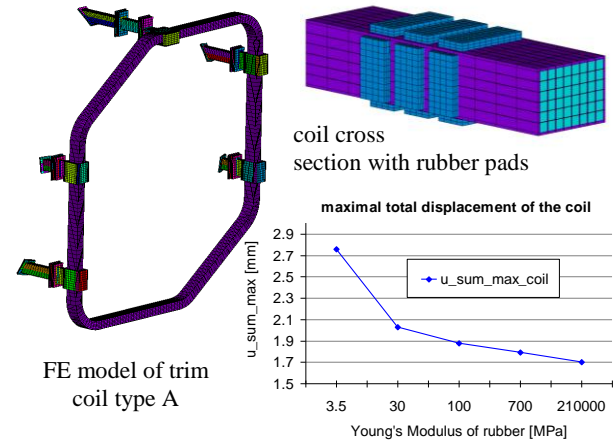 coil cross
section with rubber pads
FE model of trim
coil type A
maximal total displacement of the coil
u_sum_max [mm]
2.9
2.7
2.5
2.3
2.1
1.9
1.7
1.5
u_sum_max_coil
3.5 30 100 700 210000
Young's Modulus of rubber [MPa]